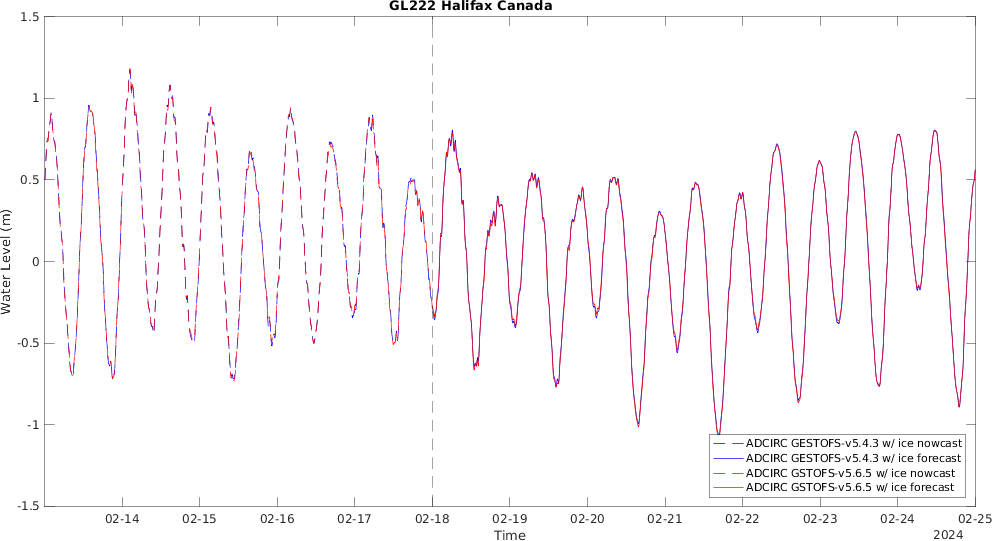 GL222 Halifax Canada
1.5
1
0.5
0
-0.5
-1
-1.5
Water Level (m)
02-14 02-15 02-16 02-17 02-18 02-19 02-20 02-21 02-22 02-23 02-24 02-25
Time
2024
ADCIRC GESTOFS-v5.4.3 w/ ice nowcast
ADCIRC GESTOFS-v5.4.3 w/ ice forecast
ADCIRC GSTOFS-v5.6.5 w/ ice nowcast
ADCIRC GSTOFS-v5.6.5 w/ ice forecast